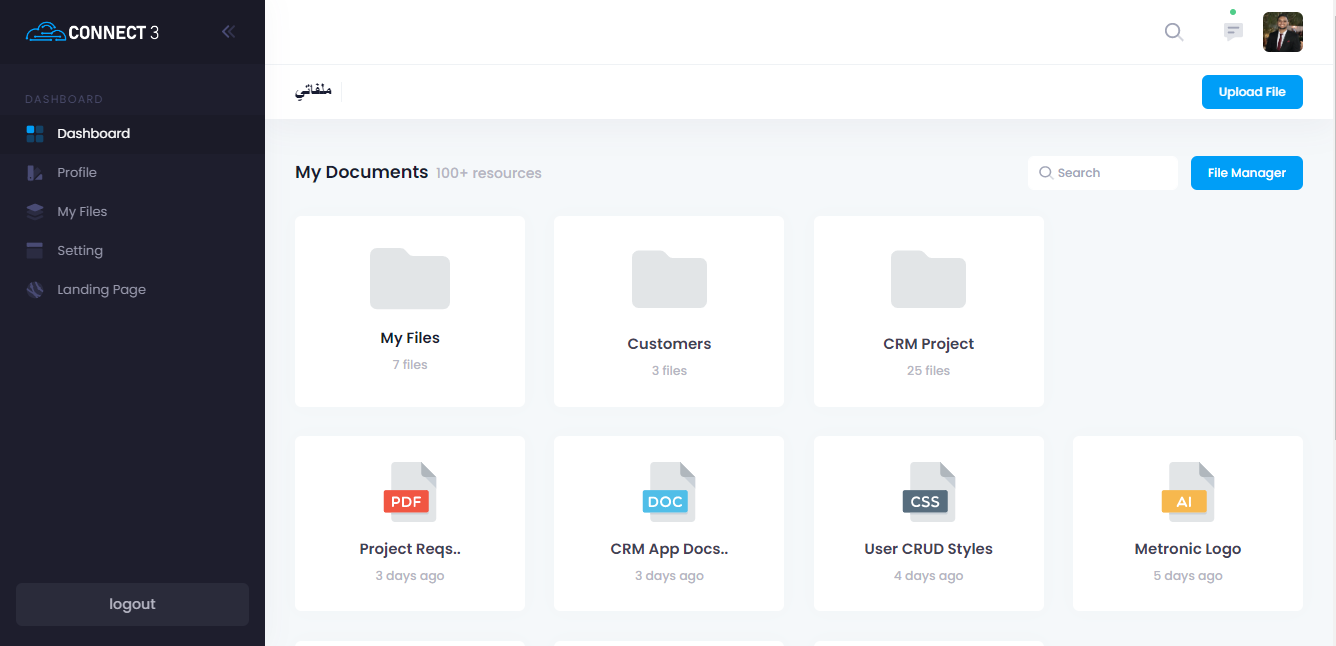 CONNECT 3
DASHBOARD
Dashboard
Profile
My Files
Setting
Landing Page
logout
ملفاتي
Upload File
My Documents 100+ resources
Search
File Manager
My Files
7 files
Customers
3 files
CRM Project
25 files
PDF
Project Reqs..
3 days ago
DOC
CRM App Docs..
3 days ago
CSS
User CRUD Styles
4 days ago
AI
Metronic Logo
5 days ago